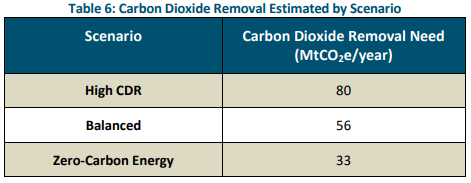 Table 6: Carbon Dioxide Removal Estimated by Scenario
Scenario
Carbon Dioxide Removal Need
(MtCO₂e/year)
High CDR
80
Balanced
56
Zero-Carbon Energy
33